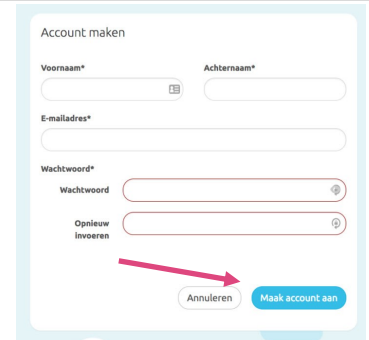 Account maken
Voornaam* Achternaam*
E-mailadres*
Wachtwoord*
Wachtwoord
Opnieuw
invoeren
Annuleren Maak account aan